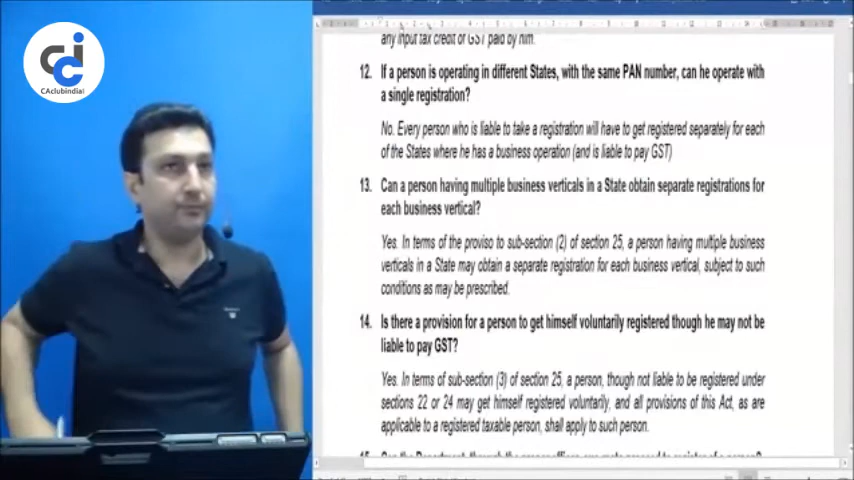 CAclubindia
any input tax credit of GST paid by him.
12. If a person is operating in different States, with the same PAN number, can he operate with
a single registration?
No. Every person who is liable to take a registration will have to get registered separately for each
of the States where he has a business operation (and is liable to pay GST)
13. Can a person having multiple business verticals in a State obtain separate registrations for
each business vertical?
Yes. In terms of the proviso to sub-section (2) of section 25, a person having multiple business
verticals in a State may obtain a separate registration for each business vertical, subject to such
conditions as may be prescribed.
14. Is there a provision for a person to get himself voluntarily registered though he may not be
liable to pay GST?
Yes. In terms of sub-section (3) of section 25, a person, though not liable to be registered under
sections 22 or 24 may get himself registered voluntarily, and all provisions of this Act, as are
applicable to a registered taxable person, shall apply to such person.